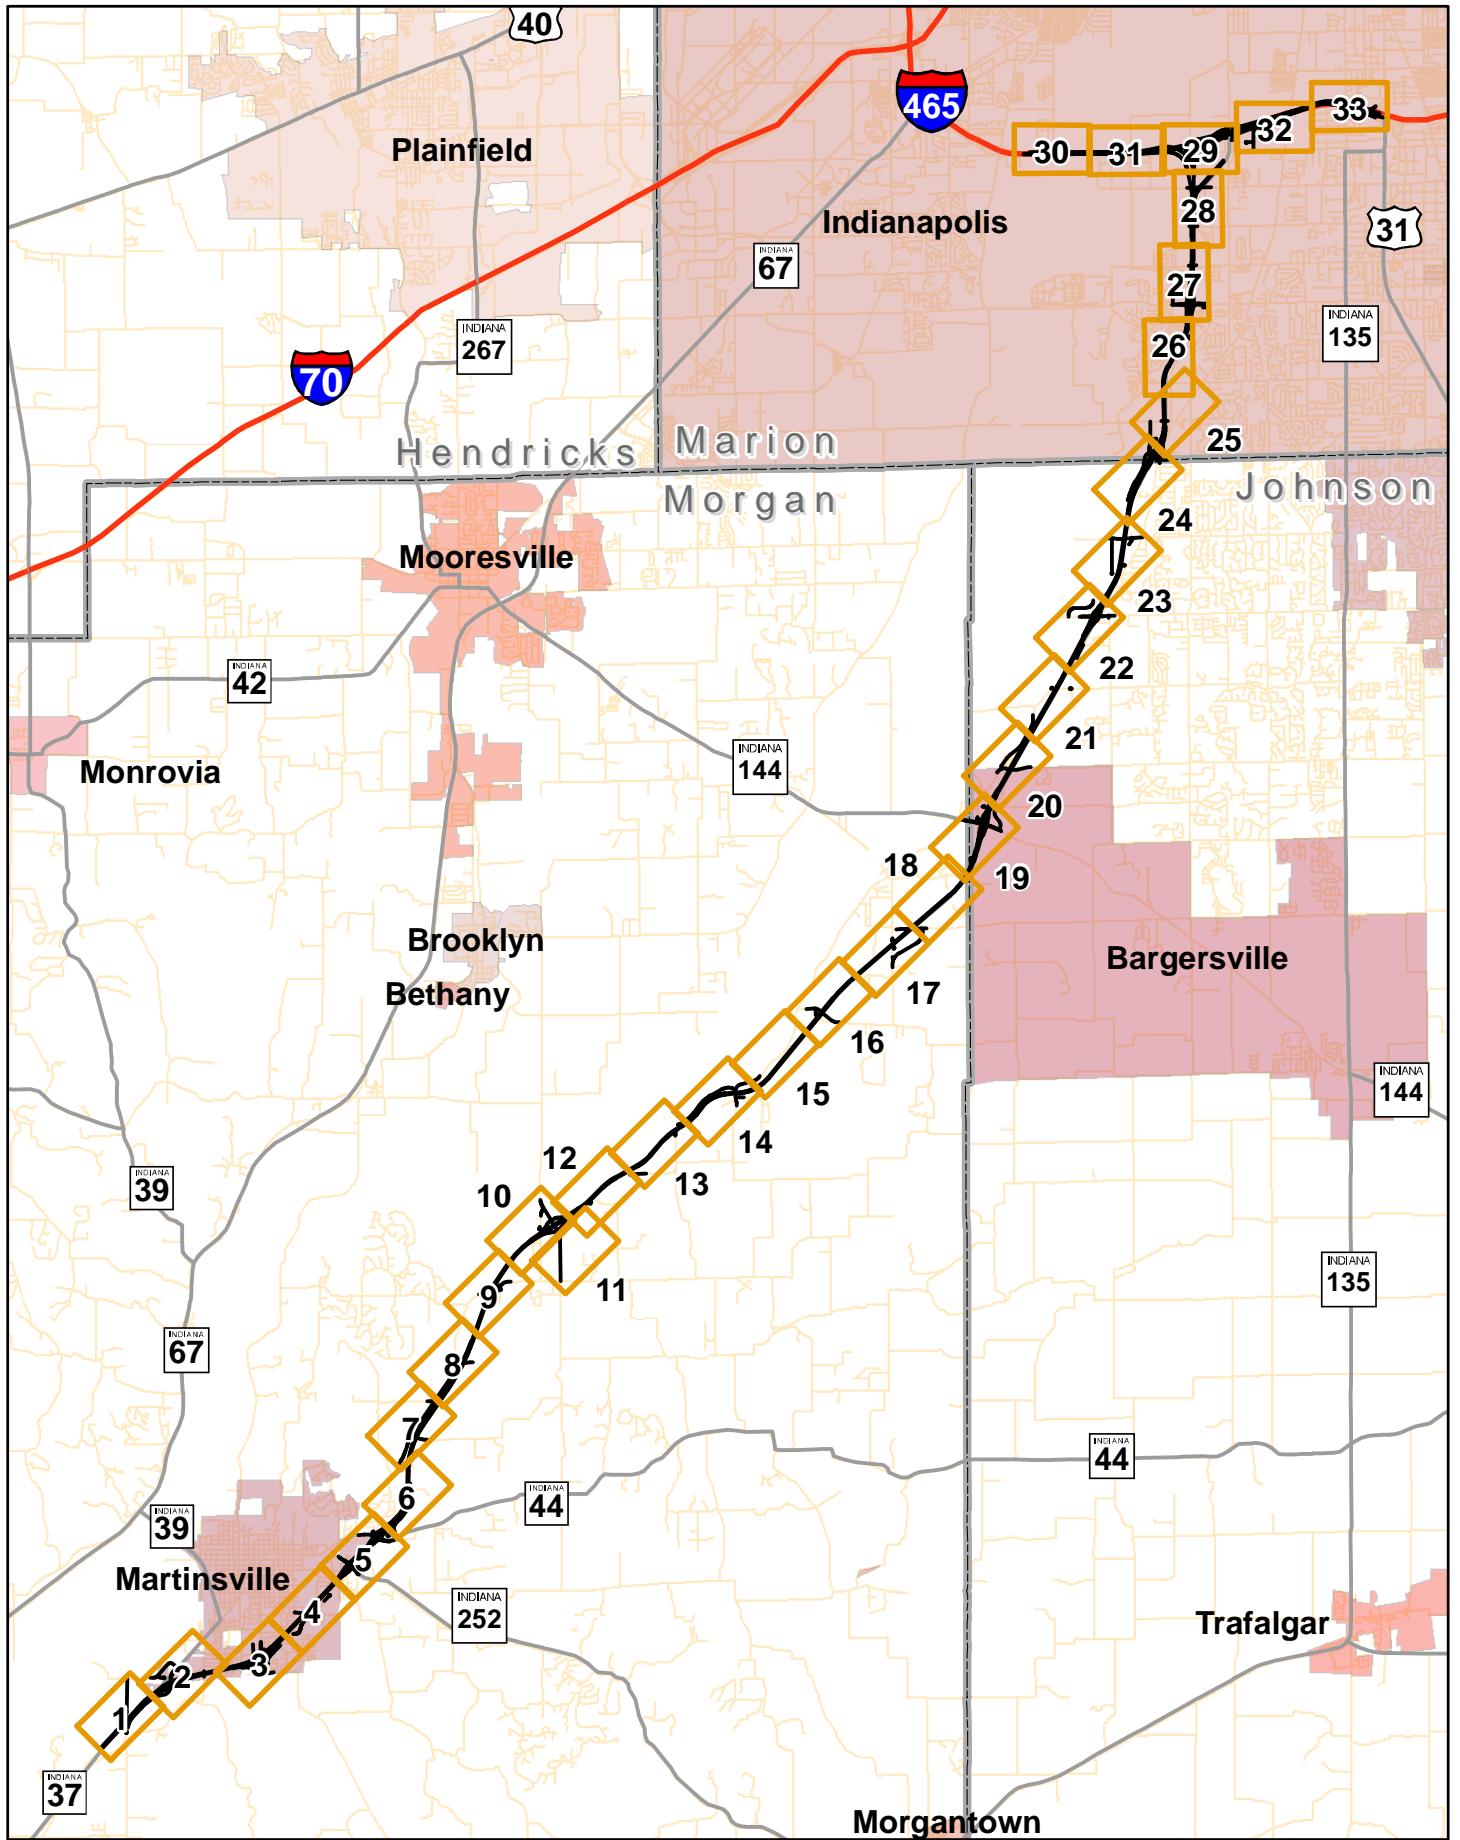 40
465
30
31
29
32
33
Plainfield
28
Indianapolis
31
INDIANA
67
27
INDIANA
267
INDIANA
135
26
70
25
Hendricks
Marion
Morgan
Johnson
24
Mooresville
23
INDIANA
42
22
21
INDIANA
144
Monrovia
20
18
19
Brooklyn
Bargersville
Bethany
17
16
15
INDIANA
144
14
12
13
INDIANA
39
10
11
INDIANA
135
9
INDIANA
67
8
7
INDIANA
44
6
INDIANA
44
INDIANA
39
5
Martinsville
4
INDIANA
252
Trafalgar
3
2
1
INDIANA
37
Morgantown